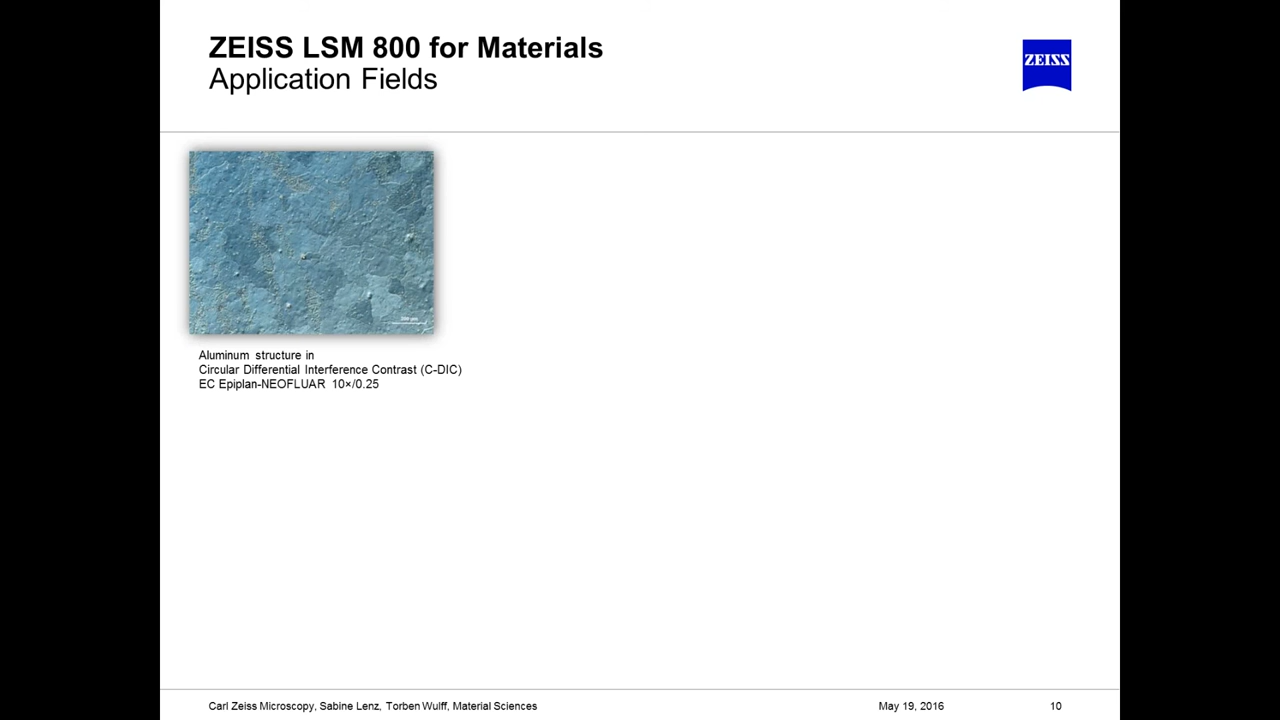 ZEISS LSM 800 for Materials
Application Fields
ZEISS
Aluminum structure in
Circular Differential Interference Contrast (C-DIC)
EC Epiplan-NEOFLUAR 10×/0.25
Carl Zeiss Microscopy, Sabine Lenz, Torben Wulff, Material Sciences
May 19, 2016
10